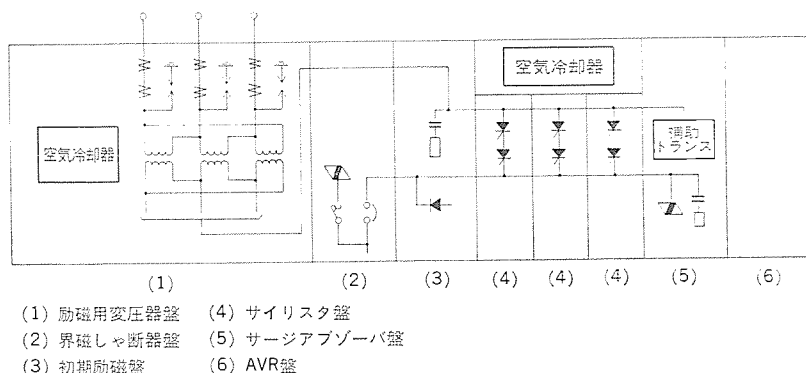 空気冷却器
空気冷却器
補助
トランス
(1) (2) (3) (4) (4) (4) (5) (6)
(1) 励磁用変圧器盤 (4) サイリスタ盤
(2) 界磁しゃ断器盤 (5) サージアブソーバ盤
(3) 初期励磁盤 (6) AVR盤